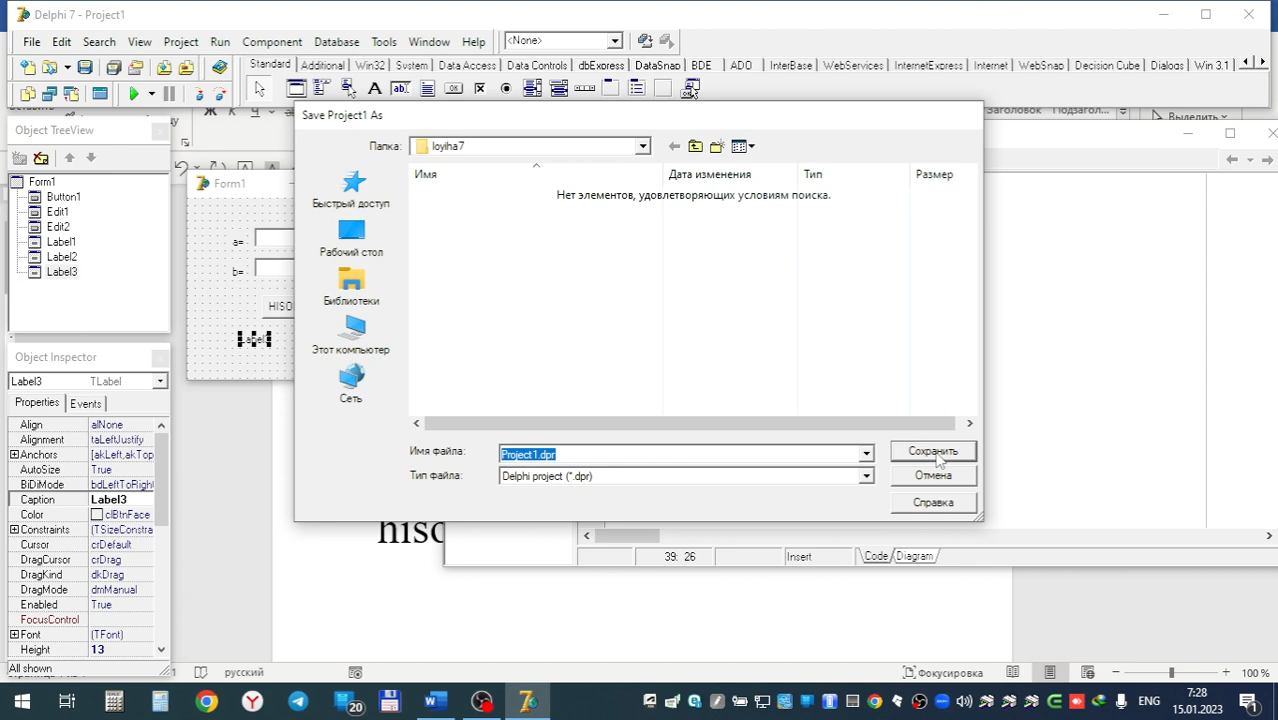 Delphi 7 - Project1
File Edit Search View Project Run Component Database Tools Window Help <None>
Standard Additional Win32 System Data Access Data Controls dbExpress DataSnap BDE ADO InterBase WebServices InternetExpress Internet WebSnap Decision Cube Dialogs Win 3.1
Object TreeView
Form1
Button1
Edit1
Edit2
Label1
Label2
Label3
Form1
a=
b=
HISO
Label3
Save Project1 As
Папка: loyiha7
Имя Дата изменения Тип Размер
Нет элементов, удовлетворяющих условиям поиска.
Быстрый доступ
Рабочий стол
Библиотеки
Этот компьютер
Сеть
Имя файла: Project1.dpr
Тип файла: Delphi project (*.dpr)
Сохранить
Отмена
Справка
Выделить
Object Inspector
Label3 TLabel
Properties Events
Align alNone
Alignment taLeftJustify
Anchors [akLeft,akTop
AutoSize True
BiDiMode bdLeftToRigh
Caption Label3
Color clBtnFace
Constraints (TSizeConstra
Cursor crDefault
DragCursor crDrag
DragKind dkDrag
DragMode dmManual
Enabled True
FocusControl
Font (TFont)
Height 13
All shown
hiso
39: 26 Insert Code Diagram
русский Фокусировка 100 %
20
ENG 7:28
15.01.2023
1